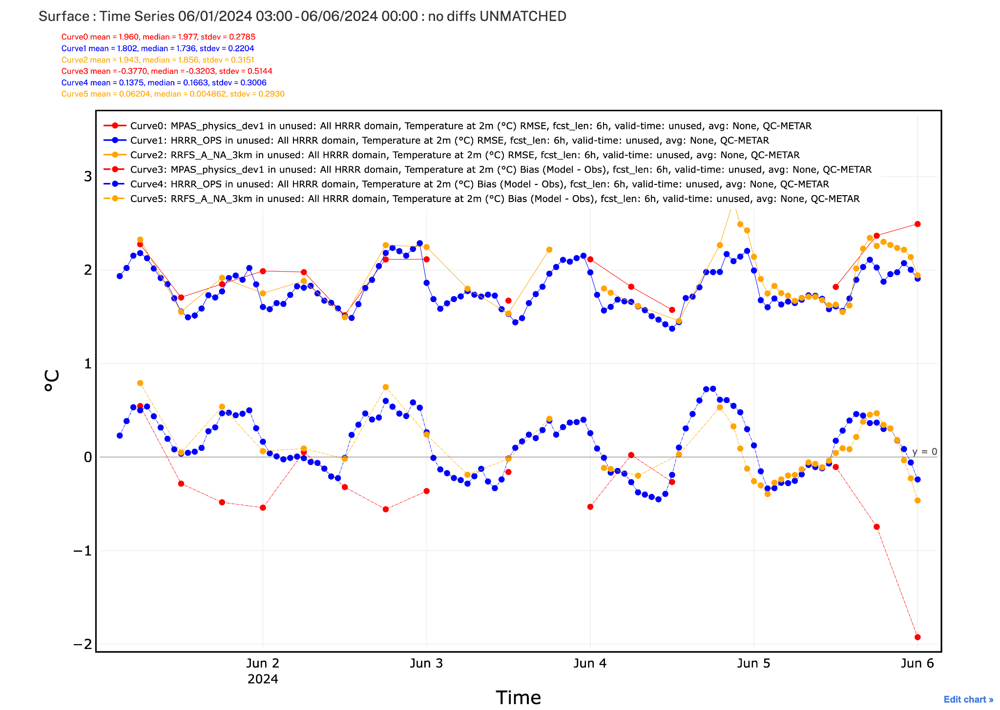 Surface : Time Series 06/01/2024 03:00 - 06/06/2024 00:00 : no diffs UNMATCHED
Curve0 mean = 1.960, median = 1.977, stdev = 0.2785
Curve1 mean = 1.802, median = 1.736, stdev = 0.2204
Curve2 mean = 1.943, median = 1.856, stdev = 0.3151
Curve3 mean = -0.3770, median = -0.3203, stdev = 0.5144
Curve4 mean = 0.1375, median = 0.1663, stdev = 0.3006
Curve5 mean = 0.06204, median = 0.004862, stdev = 0.2930
Curve0: MPAS_physics_dev1 in unused: All HRRR domain, Temperature at 2m (°C) RMSE, fcst_len: 6h, valid-time: unused, avg: None, QC-METAR
Curve1: HRRR_OPS in unused: All HRRR domain, Temperature at 2m (°C) RMSE, fcst_len: 6h, valid-time: unused, avg: None, QC-METAR
Curve2: RRFS_A_NA_3km in unused: All HRRR domain, Temperature at 2m (°C) RMSE, fcst_len: 6h, valid-time: unused, avg: None, QC-METAR
Curve3: MPAS_physics_dev1 in unused: All HRRR domain, Temperature at 2m (°C) Bias (Model - Obs), fcst_len: 6h, valid-time: unused, avg: None, QC-METAR
Curve4: HRRR_OPS in unused: All HRRR domain, Temperature at 2m (°C) Bias (Model - Obs), fcst_len: 6h, valid-time: unused, avg: None, QC-METAR
Curve5: RRFS_A_NA_3km in unused: All HRRR domain, Temperature at 2m (°C) Bias (Model - Obs), fcst_len: 6h, valid-time: unused, avg: None, QC-METAR
3
2
1
0
−1
−2
°C
y = 0
Jun 2
2024
Jun 3
Jun 4
Jun 5
Jun 6
Time
Edit chart »